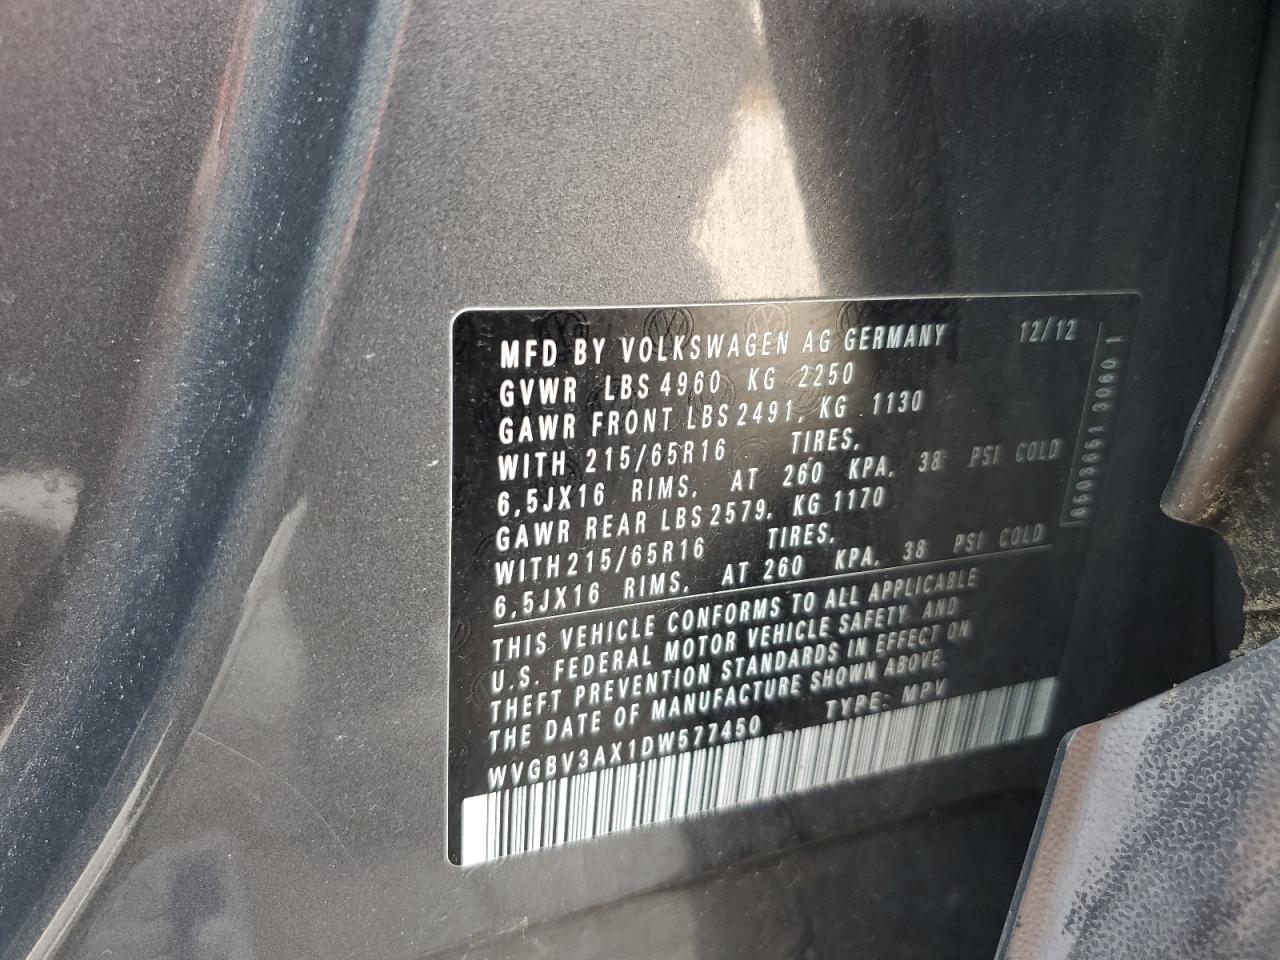 MFD BY VOLKSWAGEN AG GERMANY 12/12
GVWR LBS 4960 KG 2250
GAWR FRONT LBS 2491, KG 1130
WITH 215/65R16 TIRES,
6,5JX16 RIMS, AT 260 KPA, 38 PSI COLD
GAWR REAR LBS 2579, KG 1170
WITH 215/65R16 TIRES,
6,5JX16 RIMS, AT 260 KPA, 38 PSI COLD
THIS VEHICLE CONFORMS TO ALL APPLICABLE
U.S. FEDERAL MOTOR VEHICLE SAFETY AND
THEFT PREVENTION STANDARDS IN EFFECT ON
THE DATE OF MANUFACTURE SHOWN ABOVE.
WVGBV3AX1DW577450 TYPE: MPV